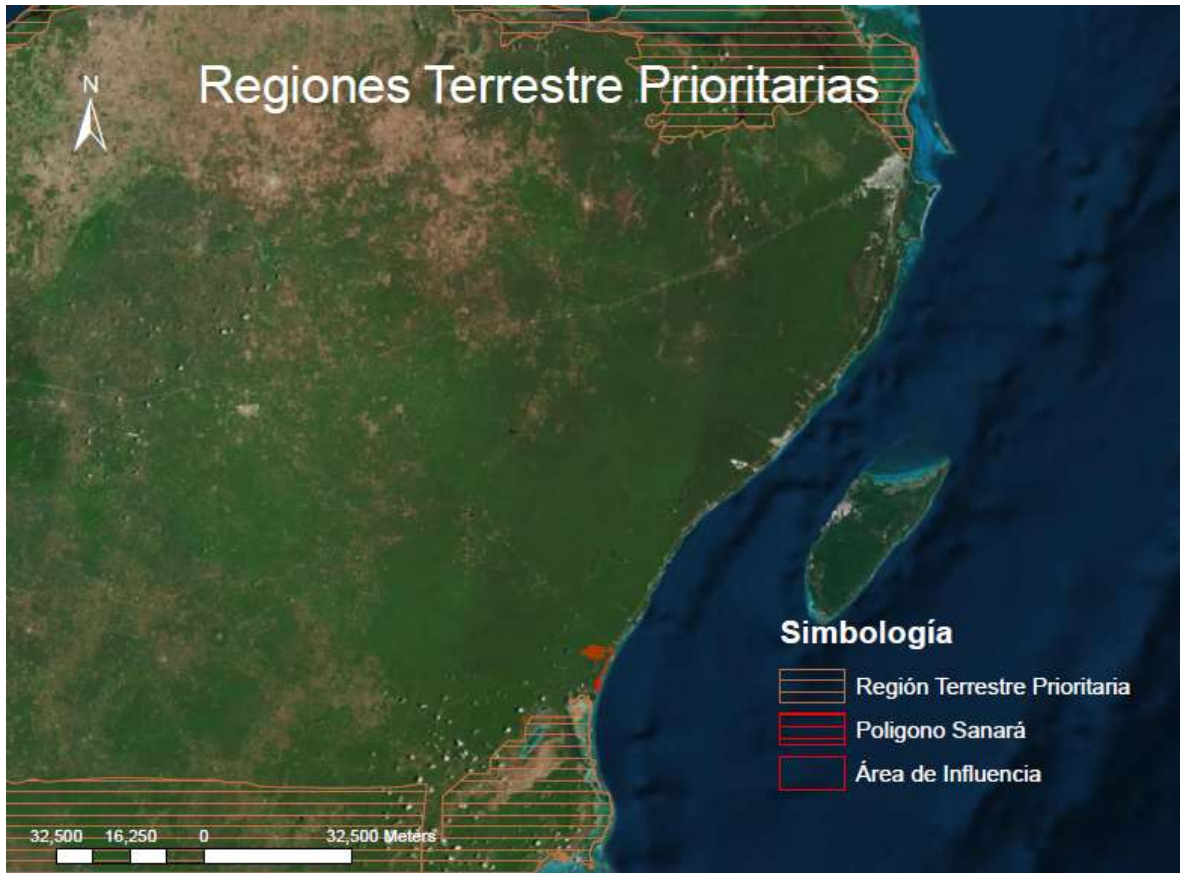 Regiones Terrestre Prioritarias
N
Simbología
Región Terrestre Prioritaria
Poligono Sanará
Área de Influencia
32,500 16,250 0 32,500 Meters